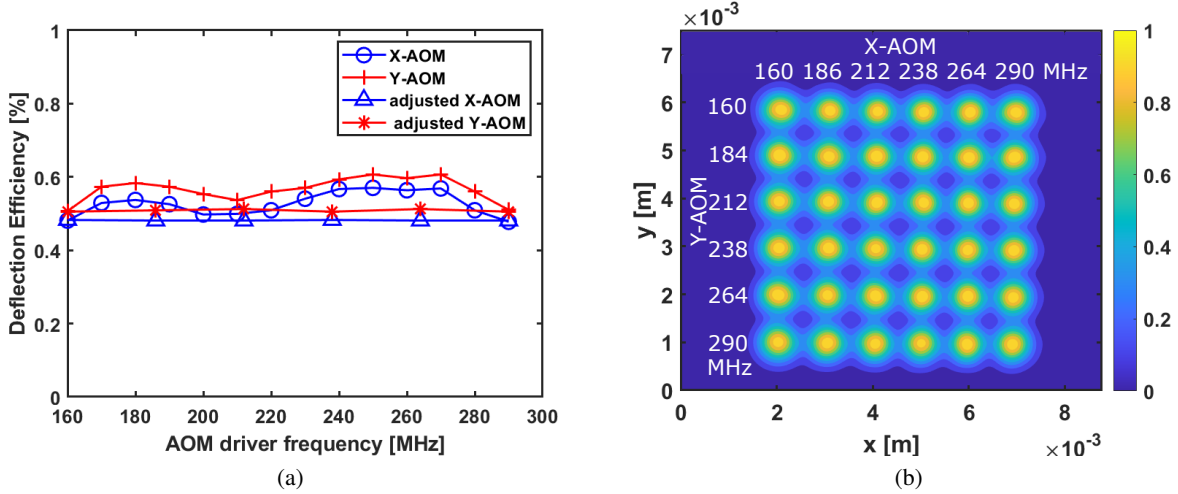 1
0.8
0.6
0.4
0.2
0
Deflection Efficiency [%]
160 180 200 220 240 260 280 300
AOM driver frequency [MHz]
X-AOM
Y-AOM
adjusted X-AOM
adjusted Y-AOM
(a)
×10⁻³
7
6
5
4
3
2
1
0
y [m]
X-AOM
160 186 212 238 264 290 MHz
Y-AOM
160
184
212
238
264
290
MHz
0 2 4 6 8
x [m]
×10⁻³
1
0.8
0.6
0.4
0.2
0
(b)